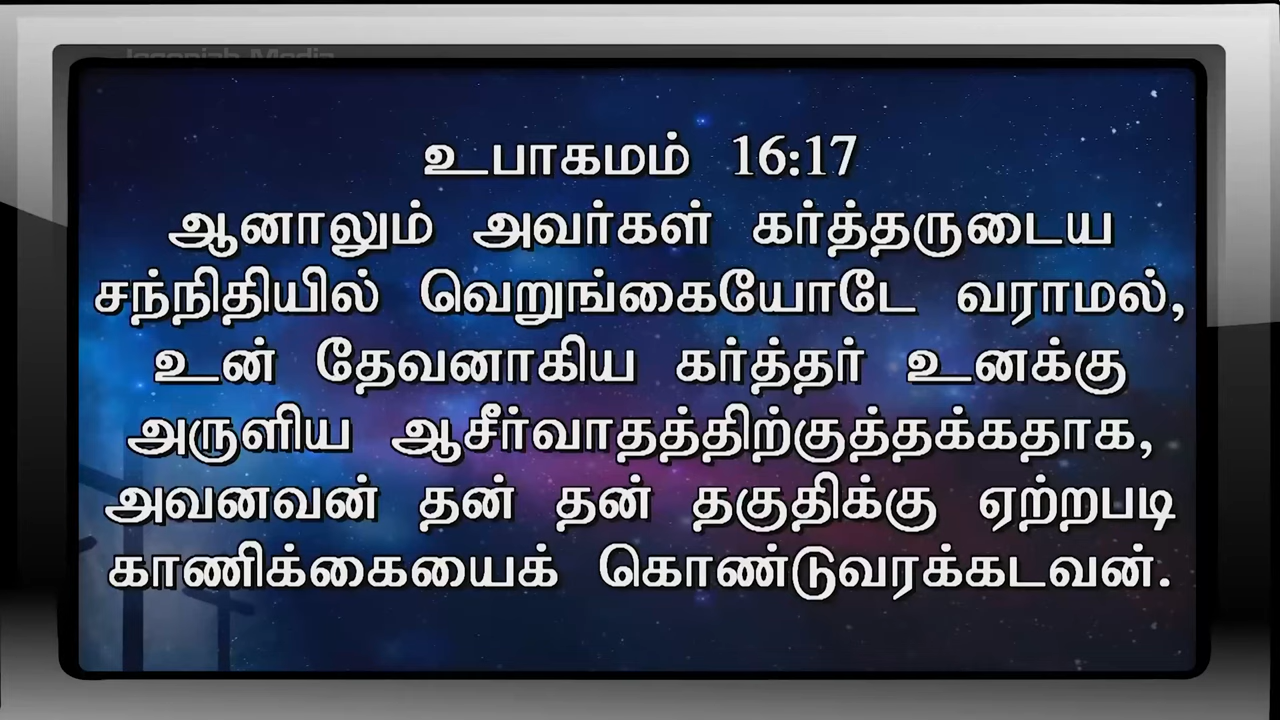 உபாகமம் 16:17
ஆனாலும் அவர்கள் கர்த்தருடைய
சந்நிதியில் வெறுங்கையோடே வராமல்,
உன் தேவனாகிய கர்த்தர் உனக்கு
அருளிய ஆசீர்வாதத்திற்குத்தக்கதாக,
அவனவன் தன் தன் தகுதிக்கு ஏற்றபடி
காணிக்கையைக் கொண்டுவரக்கடவன்.